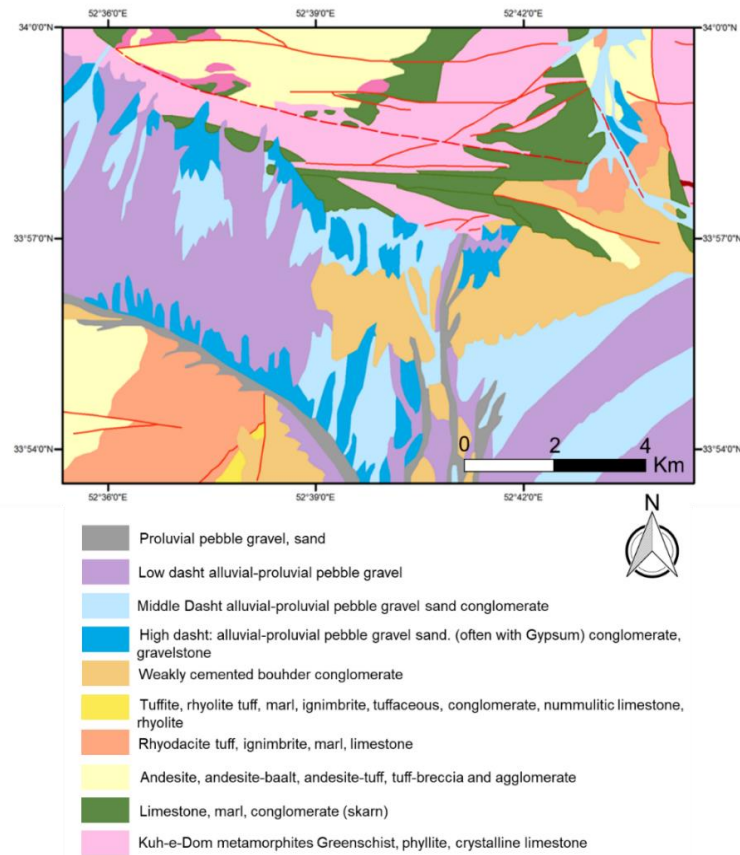 52°36'0"E 52°39'0"E 52°42'0"E
34°0'0"N 34°0'0"N
33°57'0"N 33°57'0"N
33°54'0"N 33°54'0"N
0 2 4
Km
52°36'0"E 52°39'0"E 52°42'0"E
N
Proluvial pebble gravel, sand
Low dasht alluvial-proluvial pebble gravel
Middle Dasht alluvial-proluvial pebble gravel sand conglomerate
High dasht: alluvial-proluvial pebble gravel sand. (often with Gypsum) conglomerate,
gravelstone
Weakly cemented bouhder conglomerate
Tuffite, rhyolite tuff, marl, ignimbrite, tuffaceous, conglomerate, nummulitic limestone,
rhyolite
Rhyodacite tuff, ignimbrite, marl, limestone
Andesite, andesite-baalt, andesite-tuff, tuff-breccia and agglomerate
Limestone, marl, conglomerate (skarn)
Kuh-e-Dom metamorphites Greenschist, phyllite, crystalline limestone